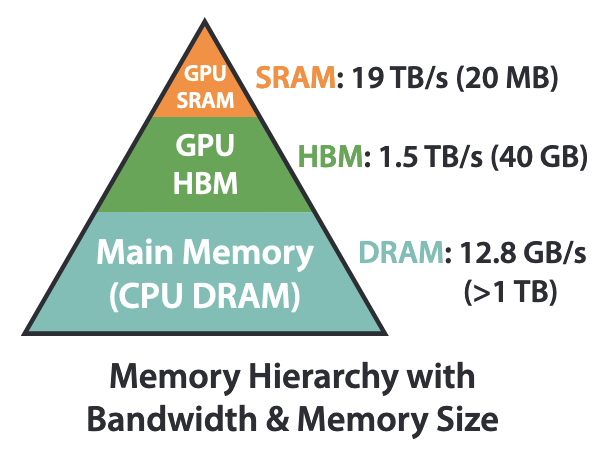 GPU
SRAM
SRAM: 19 TB/s (20 MB)
GPU
HBM
HBM: 1.5 TB/s (40 GB)
Main Memory
(CPU DRAM)
DRAM: 12.8 GB/s
(>1 TB)
Memory Hierarchy with
Bandwidth & Memory Size